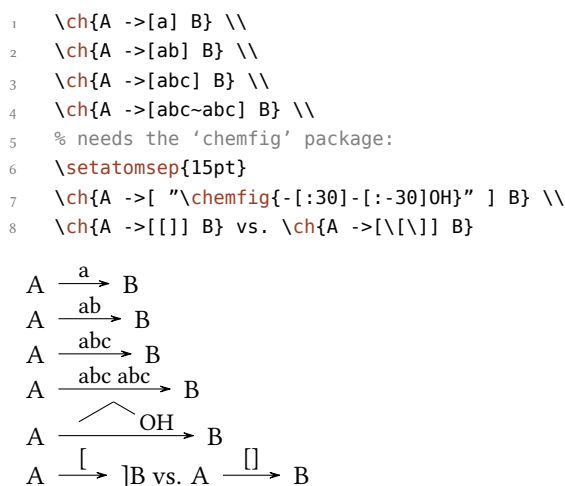 1 \ch{A ->[a] B} \\
2 \ch{A ->[ab] B} \\
3 \ch{A ->[abc] B} \\
4 \ch{A ->[abc~abc] B} \\
5 % needs the ‘chemfig’ package:
6 \setatomsep{15pt}
7 \ch{A ->[ ”\chemfig{-[:30]-[:-30]OH}” ] B} \\
8 \ch{A ->[[]] B} vs. \ch{A ->[\[\]] B}
a
A ⟶ B
ab
A ⟶ B
abc
A ⟶ B
abc abc
A ⟶ B
OH
A ⟶ B
[ []
A ⟶ ]B vs. A ⟶ B